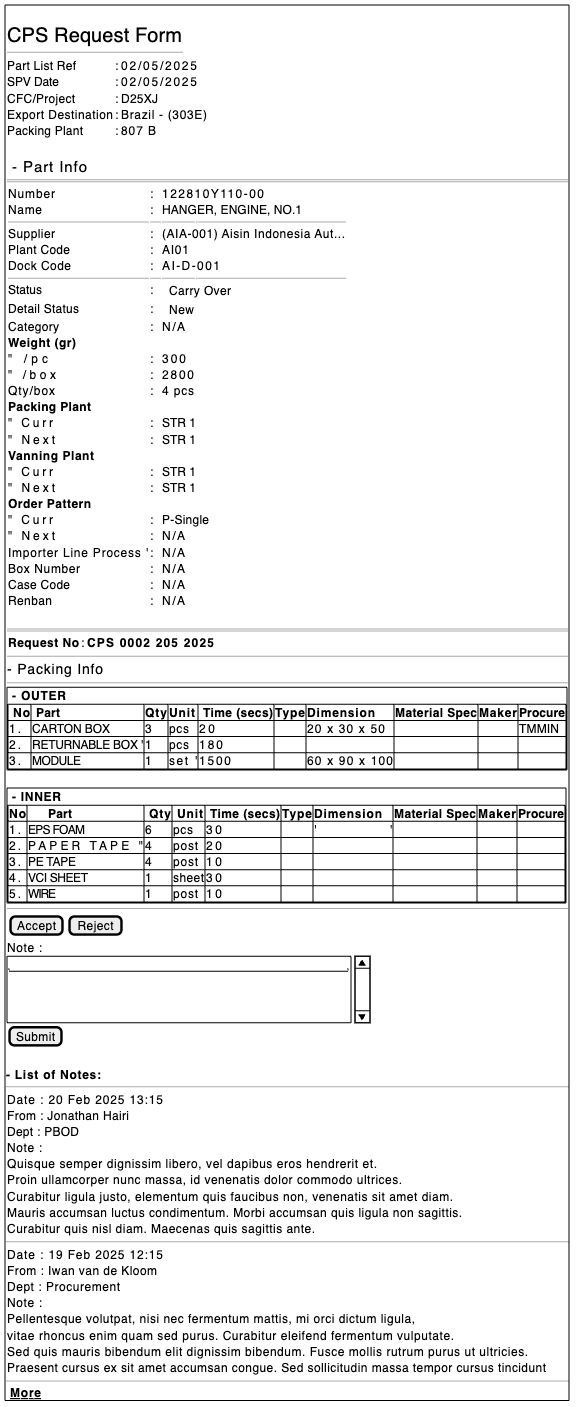 CPS Request Form
Part List Ref : 02/05/2025
SPV Date : 02/05/2025
CFC/Project : D25XJ
Export Destination : Brazil - (303E)
Packing Plant : 807 B
- Part Info
Number : 122810Y110-00
Name : HANGER, ENGINE, NO.1
Supplier : (AIA-001) Aisin Indonesia Aut...
Plant Code : AI01
Dock Code : AI-D-001
Status : Carry Over
Detail Status : New
Category : N/A
Weight (gr)
" /pc : 300
" /box : 2800
Qty/box : 4 pcs
Packing Plant
" Curr : STR 1
" Next : STR 1
Vanning Plant
" Curr : STR 1
" Next : STR 1
Order Pattern
" Curr : P-Single
" Next : N/A
Importer Line Process ' : N/A
Box Number : N/A
Case Code : N/A
Renban : N/A
Request No : CPS 0002 205 2025
- Packing Info
- OUTER
No Part Qty Unit Time (secs) Type Dimension Material Spec Maker Procure
1. CARTON BOX 3 pcs 20 20 x 30 x 50 TMMIN
2. RETURNABLE BOX ' 1 pcs 180
3. MODULE 1 set ' 1500 60 x 90 x 100
- INNER
No Part Qty Unit Time (secs) Type Dimension Material Spec Maker Procure
1. EPS FOAM 6 pcs 30 ' '
2. PAPER TAPE " 4 post 20
3. PE TAPE 4 post 10
4. VCI SHEET 1 sheet 30
5. WIRE 1 post 10
Accept Reject
Note :
Submit
- List of Notes:
Date : 20 Feb 2025 13:15
From : Jonathan Hairi
Dept : PBOD
Note :
Quisque semper dignissim libero, vel dapibus eros hendrerit et.
Proin ullamcorper nunc massa, id venenatis dolor commodo ultrices.
Curabitur ligula justo, elementum quis faucibus non, venenatis sit amet diam.
Mauris accumsan luctus condimentum. Morbi accumsan quis ligula non sagittis.
Curabitur quis nisl diam. Maecenas quis sagittis ante.
Date : 19 Feb 2025 12:15
From : Iwan van de Kloom
Dept : Procurement
Note :
Pellentesque volutpat, nisi nec fermentum mattis, mi orci dictum ligula,
vitae rhoncus enim quam sed purus. Curabitur eleifend fermentum vulputate.
Sed quis mauris bibendum elit dignissim bibendum. Fusce mollis rutrum purus ut ultricies.
Praesent cursus ex sit amet accumsan congue. Sed sollicitudin massa tempor cursus tincidunt
More